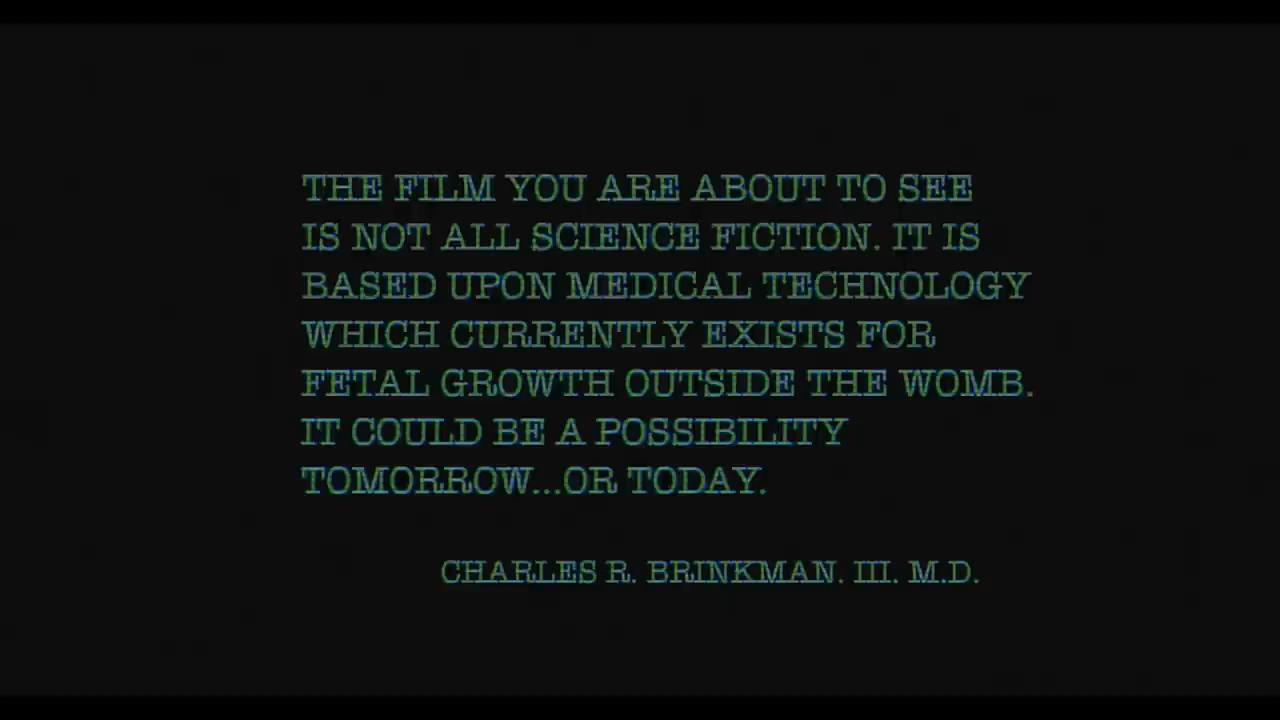 THE FILM YOU ARE ABOUT TO SEE
IS NOT ALL SCIENCE FICTION. IT IS
BASED UPON MEDICAL TECHNOLOGY
WHICH CURRENTLY EXISTS FOR
FETAL GROWTH OUTSIDE THE WOMB.
IT COULD BE A POSSIBILITY
TOMORROW...OR TODAY.
CHARLES R. BRINKMAN. III. M.D.